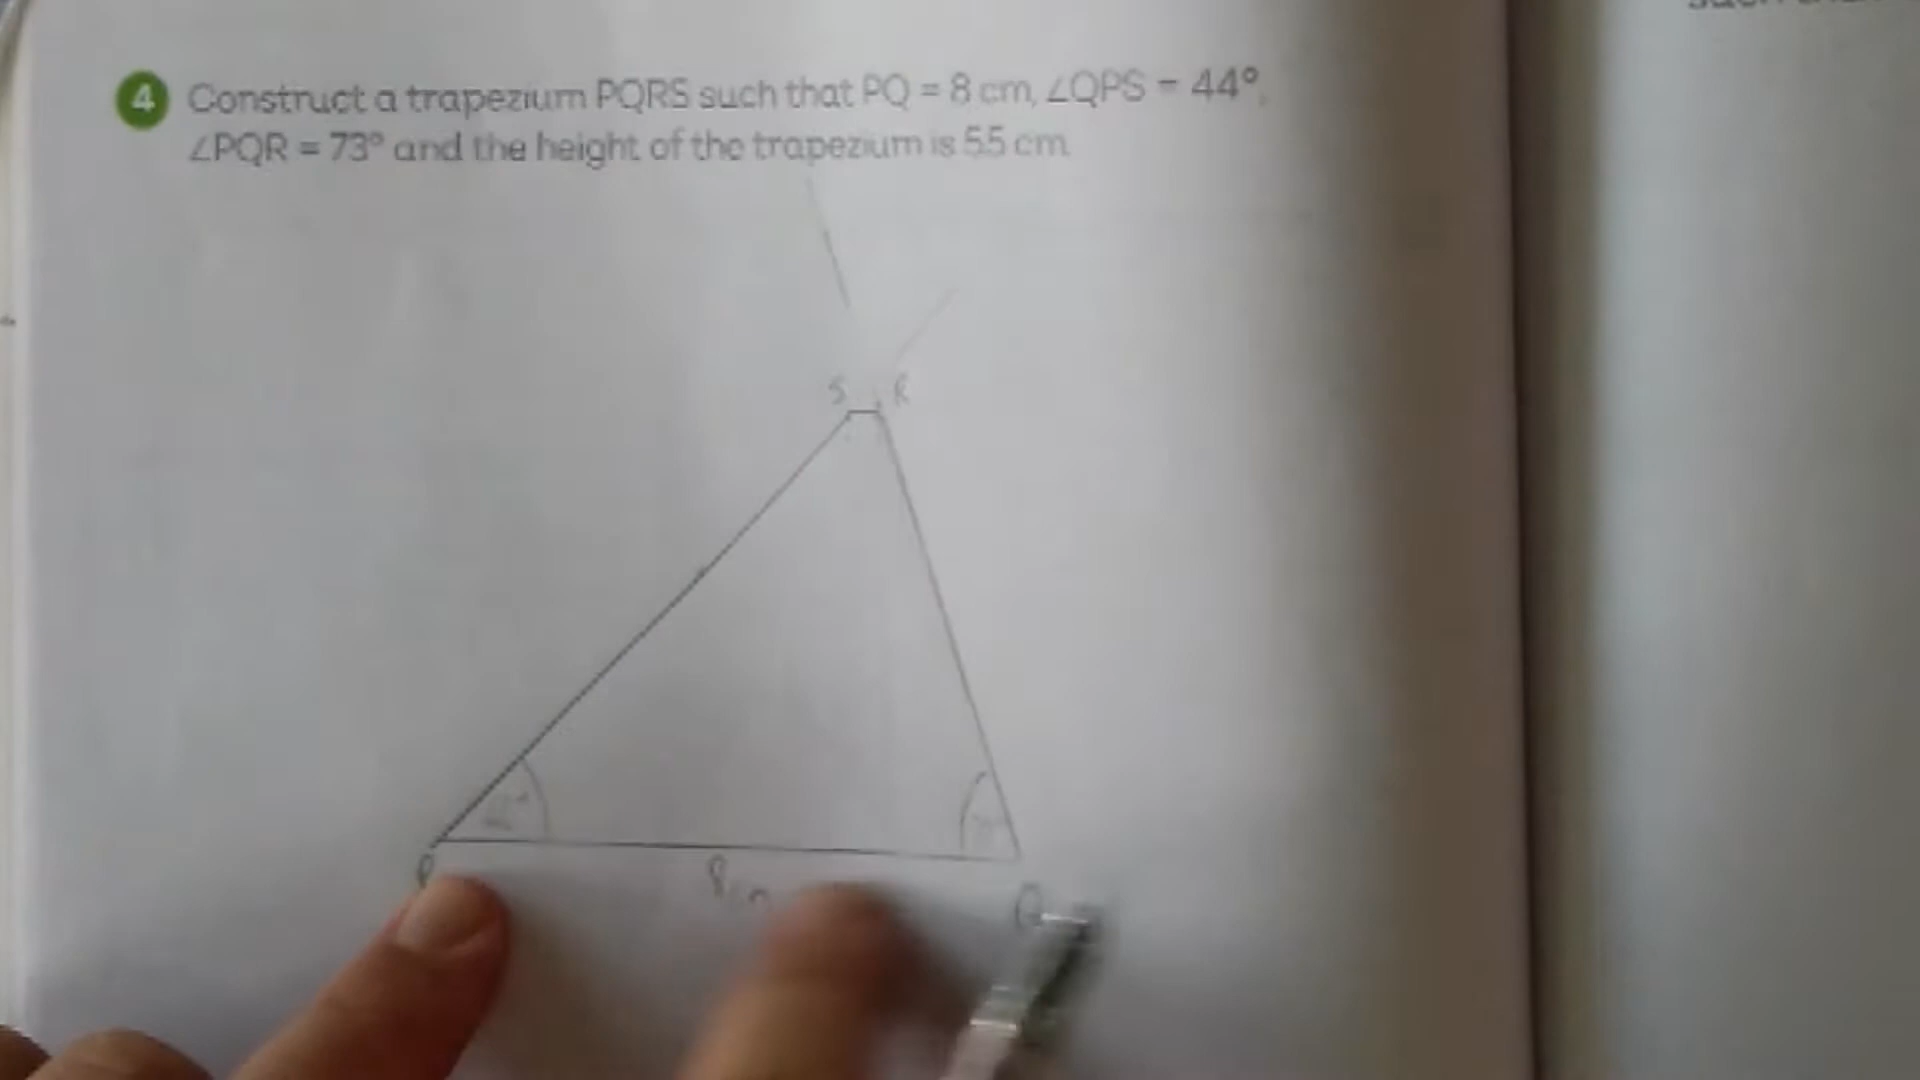 4 Construct a trapezium PQRS such that PQ = 8 cm, ∠QPS = 44°,
∠PQR = 73° and the height of the trapezium is 5.5 cm
S R
P 8 Q